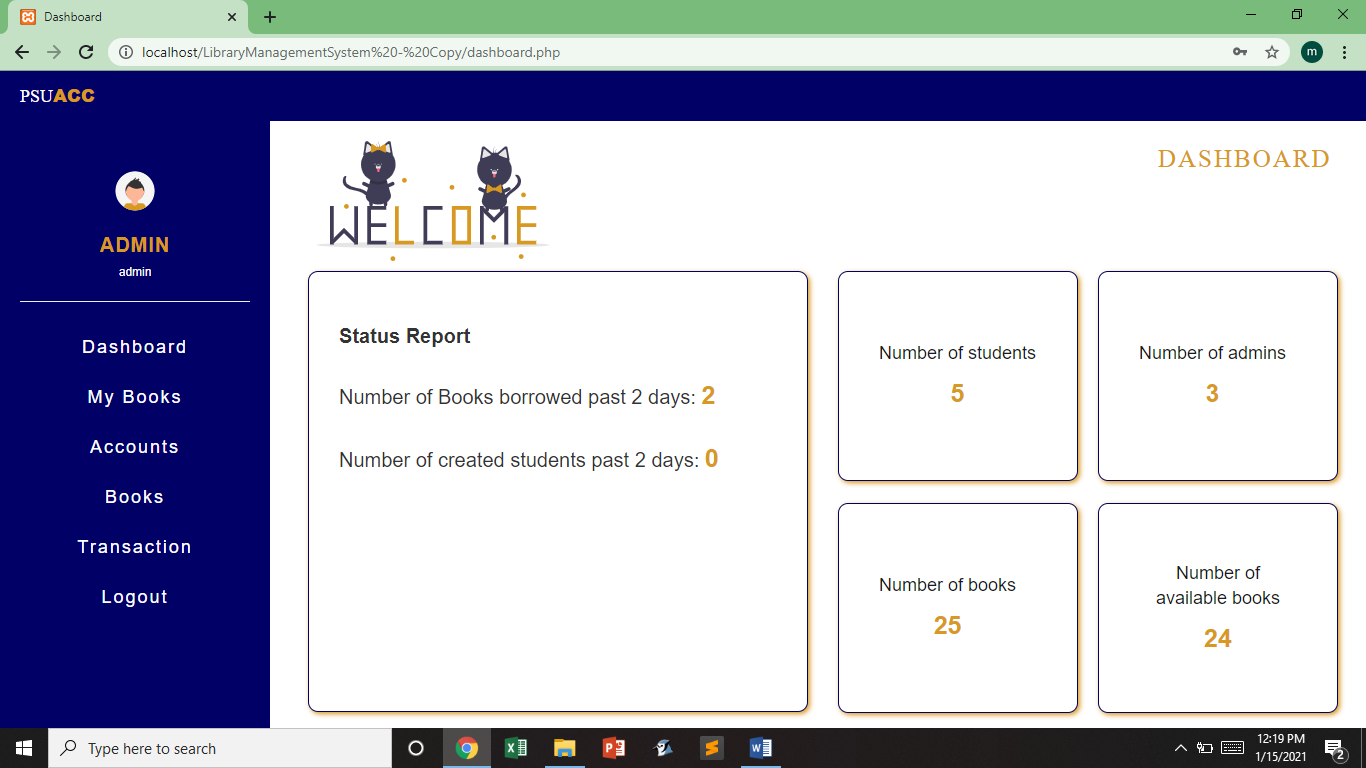 Dashboard
localhost/LibraryManagementSystem%20-%20Copy/dashboard.php
m
PSUACC
ADMIN
admin
Dashboard
My Books
Accounts
Books
Transaction
Logout
WELCOME
DASHBOARD
Status Report
Number of Books borrowed past 2 days: 2
Number of created students past 2 days: 0
Number of students
5
Number of admins
3
Number of books
25
Number of
available books
24
Type here to search
12:19 PM
1/15/2021
2